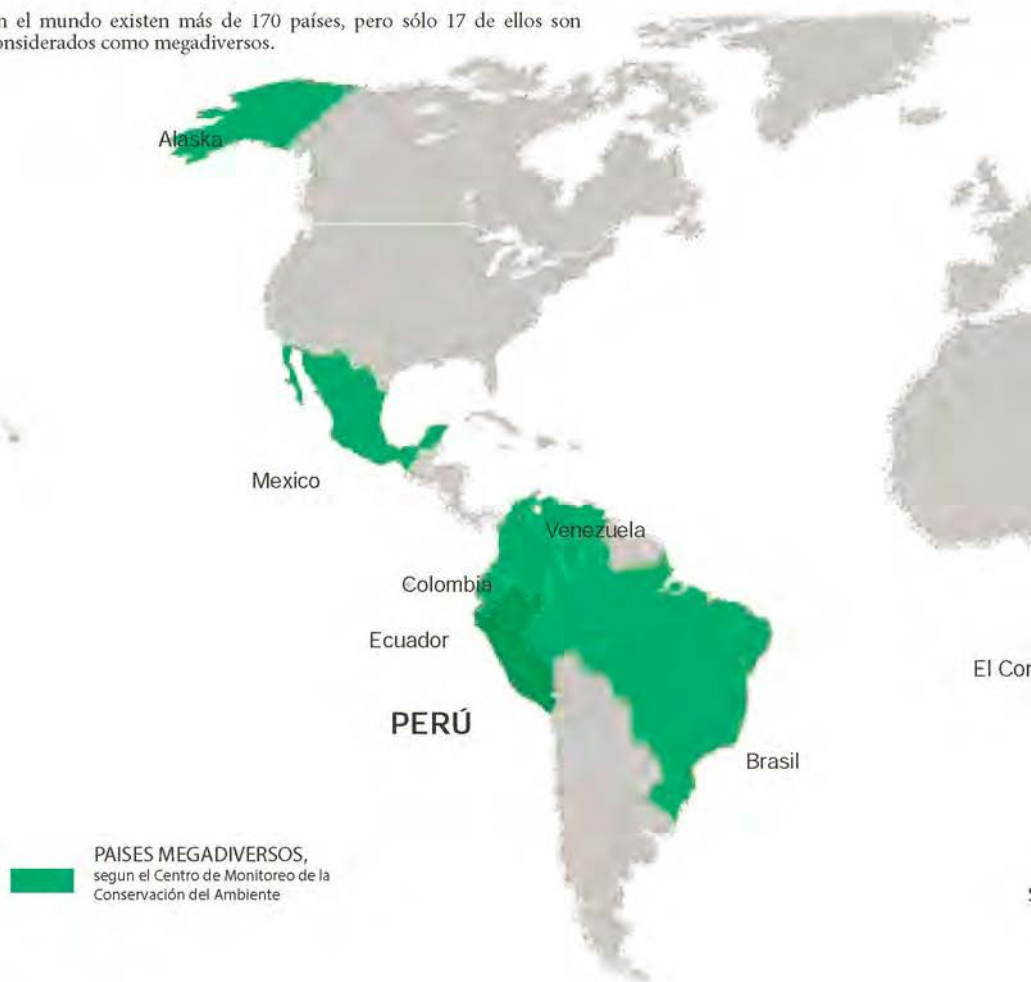 n el mundo existen más de 170 países, pero sólo 17 de ellos son
onsiderados como megadiversos.
Alaska
Mexico
Venezuela
Colombia
Ecuador
El Cor
PERÚ
Brasil
PAISES MEGADIVERSOS,
segun el Centro de Monitoreo de la
Conservación del Ambiente